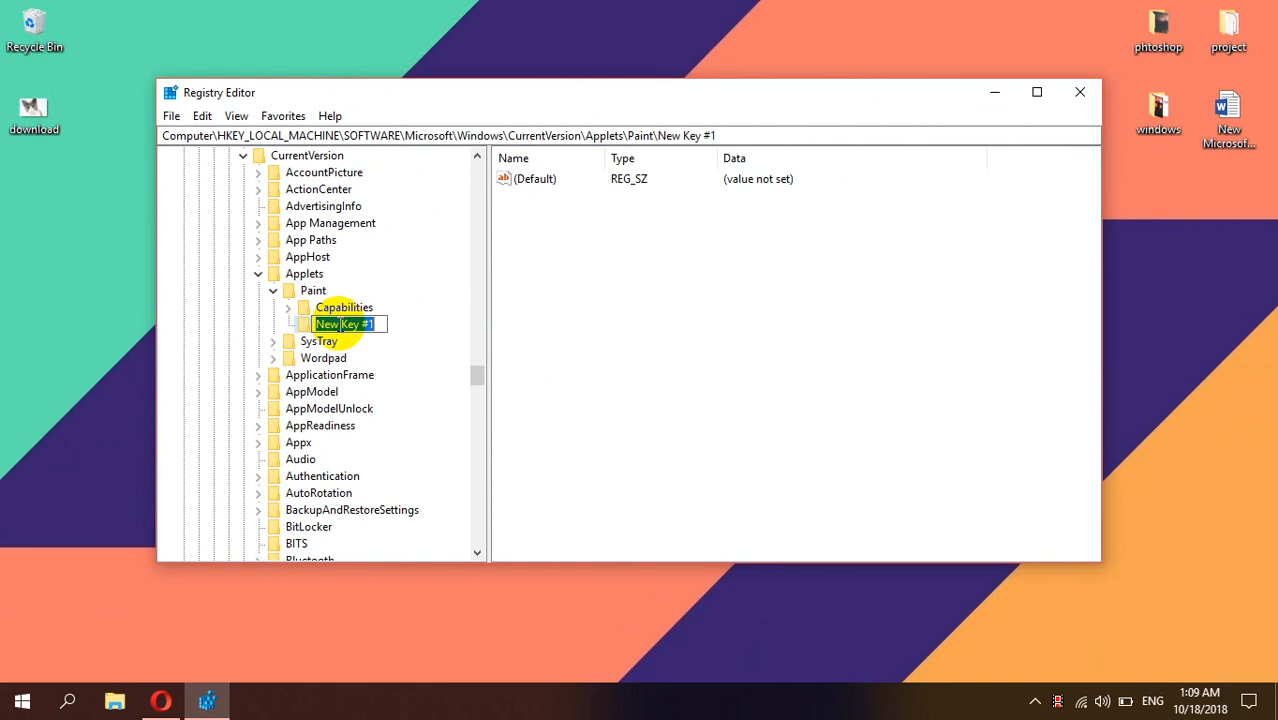 Recycle Bin
download
phtoshop
project
windows
New
Microsof...
Registry Editor
File Edit View Favorites Help
Computer\HKEY_LOCAL_MACHINE\SOFTWARE\Microsoft\Windows\CurrentVersion\Applets\Paint\New Key #1
CurrentVersion
AccountPicture
ActionCenter
AdvertisingInfo
App Management
App Paths
AppHost
Applets
Paint
Capabilities
New Key #1
SysTray
Wordpad
ApplicationFrame
AppModel
AppModelUnlock
AppReadiness
Appx
Audio
Authentication
AutoRotation
BackupAndRestoreSettings
BitLocker
BITS
Bluetooth
Name Type Data
ab (Default) REG_SZ (value not set)
ENG
1:09 AM
10/18/2018